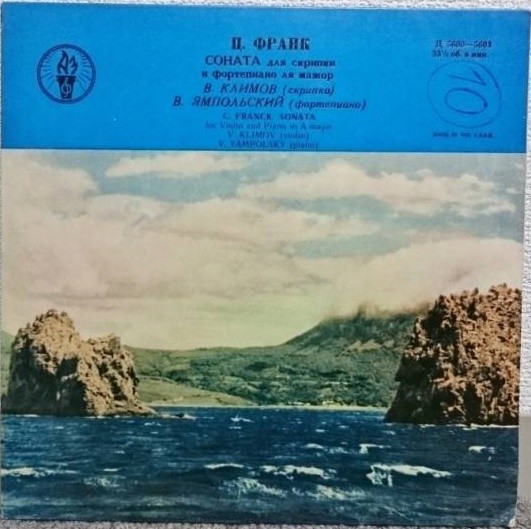 Ц. ФРАНК
СОНАТА для скрипки
и фортепиано ля мажор
В. КЛИМОВ (скрипка)
В. ЯМПОЛЬСКИЙ (фортепиано)
C. FRANCK. SONATA
for Violin and Piano in A major
V. KLIMOV (violin)
V. YAMPOLSKY (piano)
Д 5600—5601
33⅓ об. в мин.
10
MADE IN THE U.S.S.R.